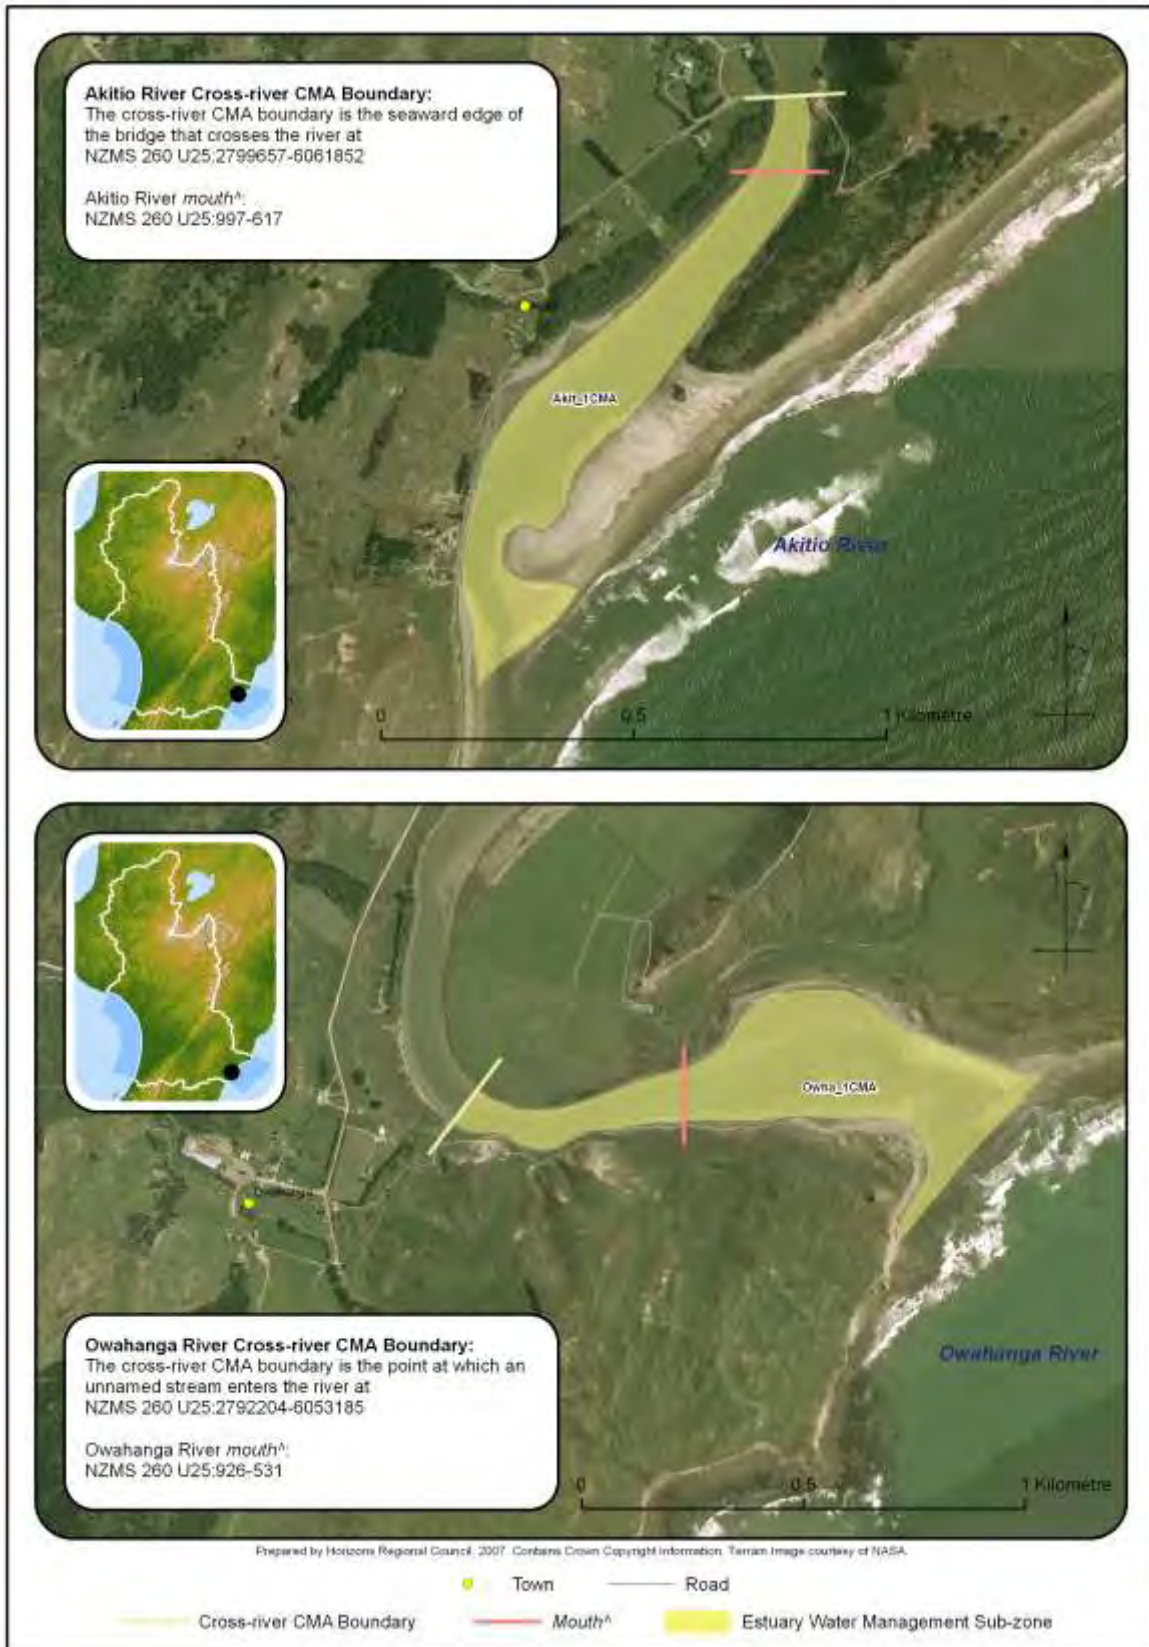 Akitio River Cross-river CMA Boundary:
The cross-river CMA boundary is the seaward edge of
the bridge that crosses the river at
NZMS 260 U25:2799657-6061852
Akitio River mouth^:
NZMS 260 U25:997-617
Akit_1CMA
Akitio River
0 0.5 1 Kilometre
Owha_1CMA
Owahanga
Owahanga River Cross-river CMA Boundary:
The cross-river CMA boundary is the point at which an
unnamed stream enters the river at
NZMS 260 U25:2792204-6053185
Owahanga River mouth^:
NZMS 260 U25:926-531
Owahanga River
0 0.5 1 Kilometre
Prepared by Horizons Regional Council. 2007. Contains Crown Copyright Information. Terrain Image courtesy of NASA.
Town Road
Cross-river CMA Boundary Mouth^ Estuary Water Management Sub-zone